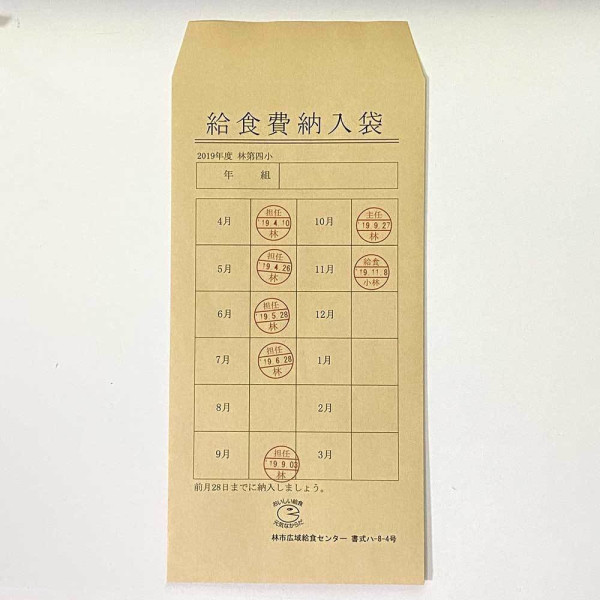 給食費納入袋
2019年度 林第四小
年 組
4月 担任 '19.4.10 林 10月 主任 '19.9.27 林
5月 担任 '19.4.26 林 11月 給食 '19.11.8 小林
6月 担任 '19.5.28 林 12月
7月 担任 '19.6.28 林 1月
8月 2月
9月 担任 '19.9.03 林 3月
前月28日までに納入しましょう。
おいしい給食
元気なからだ
林市広域給食センター 書式ハ-8-4号